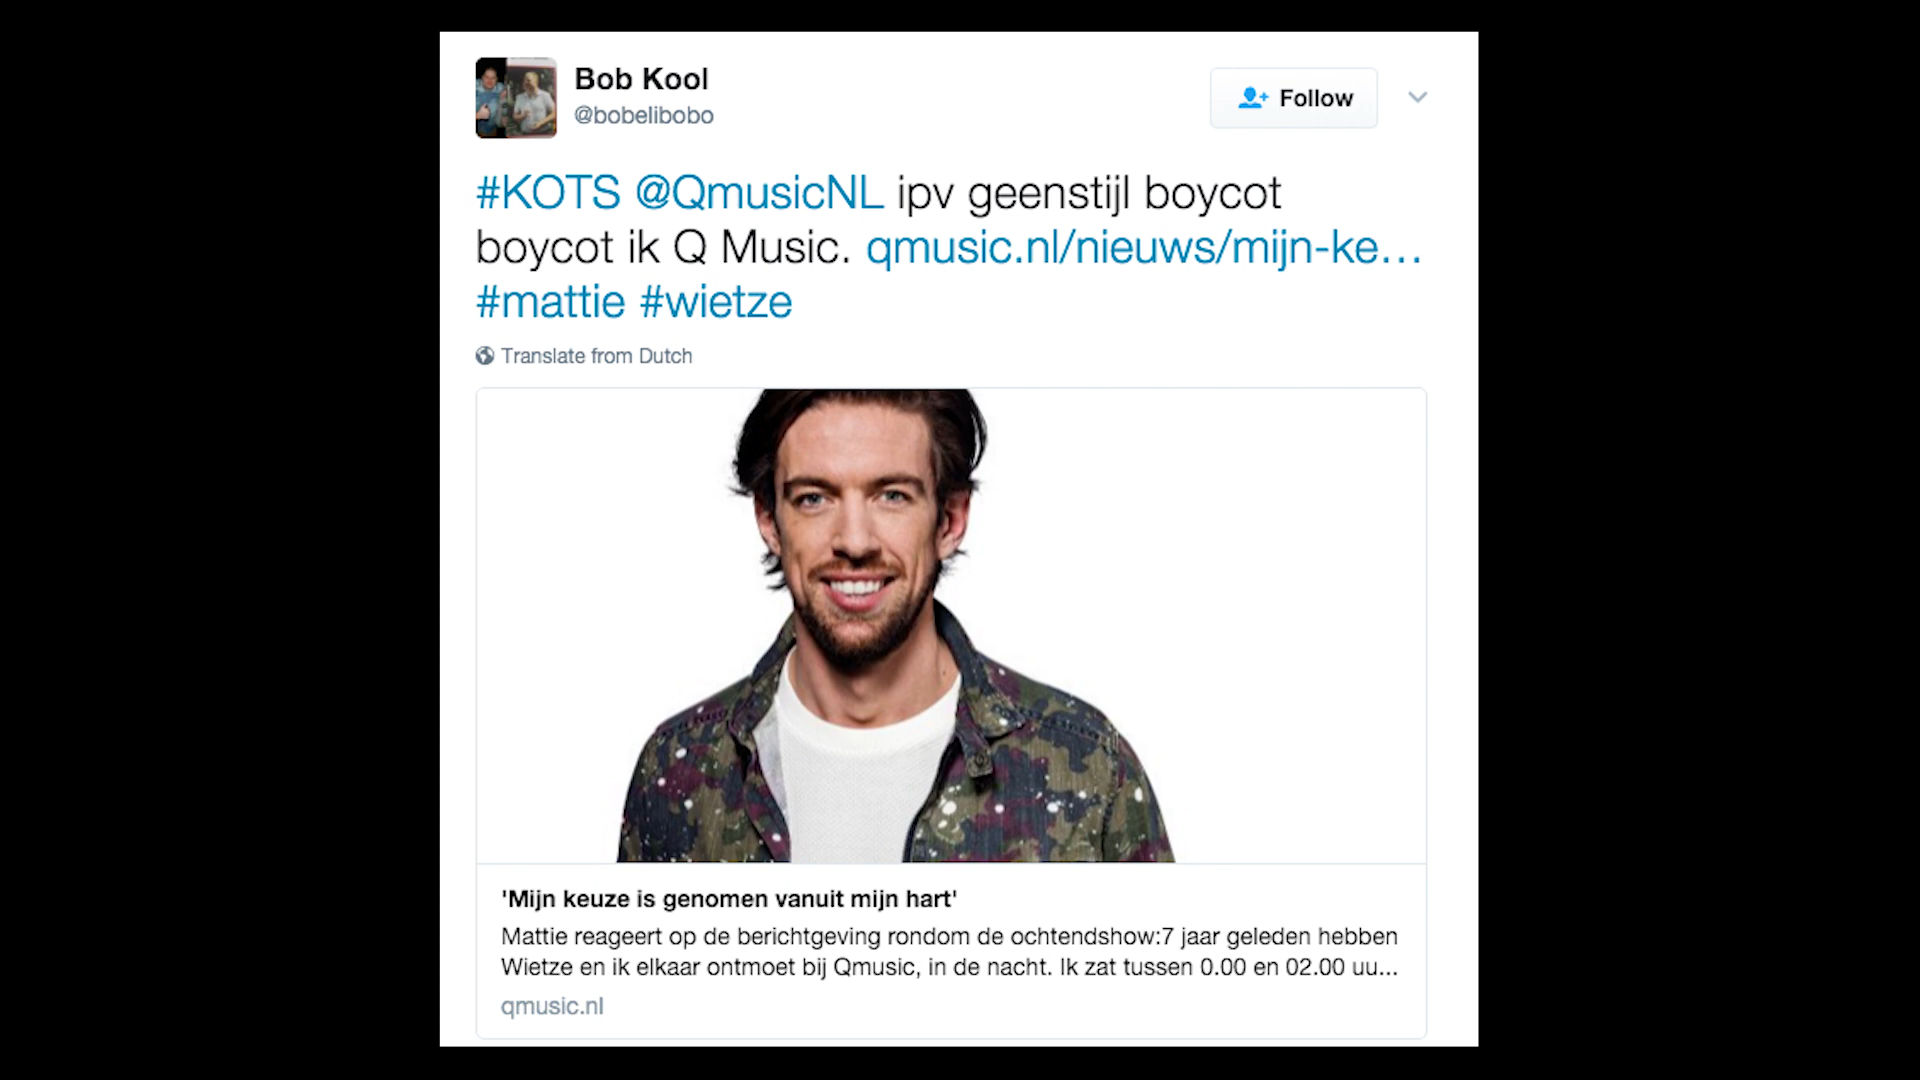 Bob Kool
@bobelibobo
Follow
#KOTS @QmusicNL ipv geenstijl boycot
boycot ik Q Music. qmusic.nl/nieuws/mijn-ke…
#mattie #wietze
Translate from Dutch
'Mijn keuze is genomen vanuit mijn hart'
Mattie reageert op de berichtgeving rondom de ochtendshow:7 jaar geleden hebben
Wietze en ik elkaar ontmoet bij Qmusic, in de nacht. Ik zat tussen 0.00 en 02.00 uu...
qmusic.nl